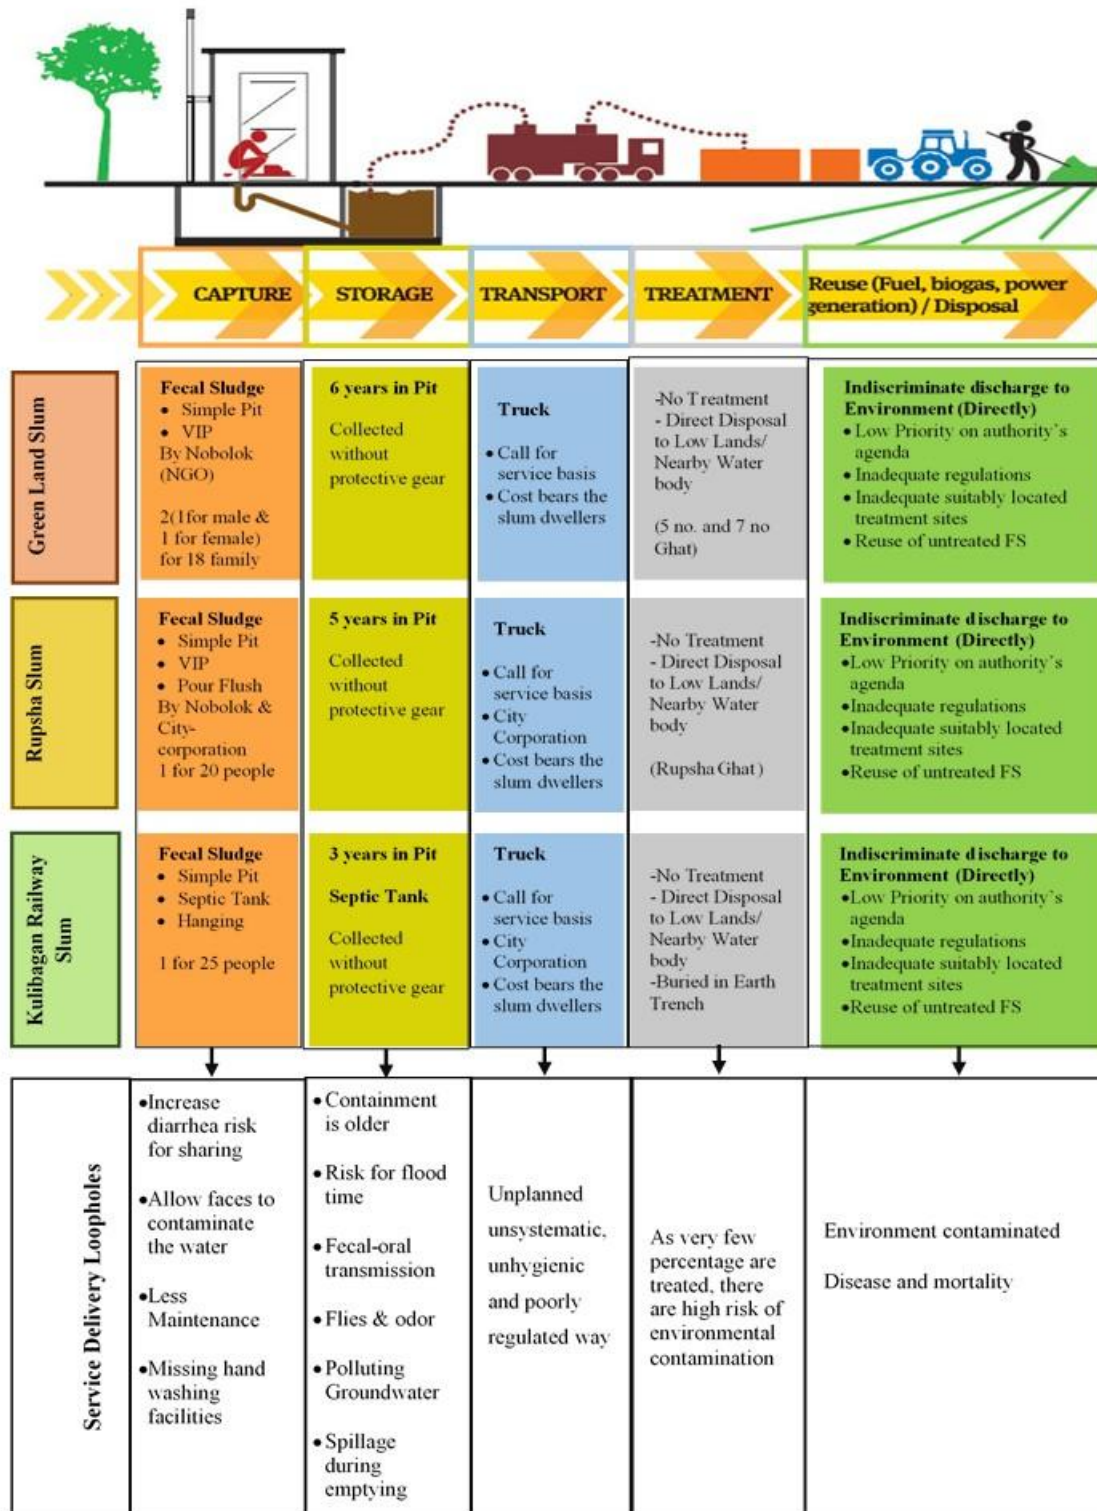 CAPTURE
STORAGE
TRANSPORT
TREATMENT
Reuse (Fuel, biogas, power
generation) / Disposal
Green Land Slum
Fecal Sludge
• Simple Pit
• VIP
By Nobolok
(NGO)
2(1for male &
1 for female)
for 18 family
6 years in Pit
Collected
without
protective gear
Truck
• Call for
service basis
• Cost bears the
slum dwellers
-No Treatment
- Direct Disposal
to Low Lands/
Nearby Water
body
(5 no. and 7 no
Ghat)
Indiscriminate discharge to
Environment (Directly)
• Low Priority on authority's
agenda
• Inadequate regulations
• Inadequate suitably located
treatment sites
• Reuse of untreated FS
Rupsha Slum
Fecal Sludge
• Simple Pit
• VIP
• Pour Flush
By Nobolok &
City-
corporation
1 for 20 people
5 years in Pit
Collected
without
protective gear
Truck
• Call for
service basis
• City
Corporation
• Cost bears the
slum dwellers
-No Treatment
- Direct Disposal
to Low Lands/
Nearby Water
body
(Rupsha Ghat )
Indiscriminate discharge to
Environment (Directly)
•Low Priority on authority's
agenda
•Inadequate regulations
•Inadequate suitably located
treatment sites
•Reuse of untreated FS
Kulibagan Railway
Slum
Fecal Sludge
• Simple Pit
• Septic Tank
• Hanging
1 for 25 people
3 years in Pit
Septic Tank
Collected
without
protective gear
Truck
• Call for
service basis
• City
Corporation
• Cost bears the
slum dwellers
-No Treatment
- Direct Disposal
to Low Lands/
Nearby Water
body
-Buried in Earth
Trench
Indiscriminate discharge to
Environment (Directly)
•Low Priority on authority's
agenda
•Inadequate regulations
•Inadequate suitably located
treatment sites
•Reuse of untreated FS
Service Delivery Loopholes
•Increase
diarrhea risk
for sharing
•Allow faces to
contaminate
the water
•Less
Maintenance
•Missing hand
washing
facilities
• Containment
is older
• Risk for flood
time
• Fecal-oral
transmission
• Flies & odor
• Polluting
Groundwater
• Spillage
during
emptying
Unplanned
unsystematic,
unhygienic
and poorly
regulated way
As very few
percentage are
treated, there
are high risk of
environmental
contamination
Environment contaminated
Disease and mortality